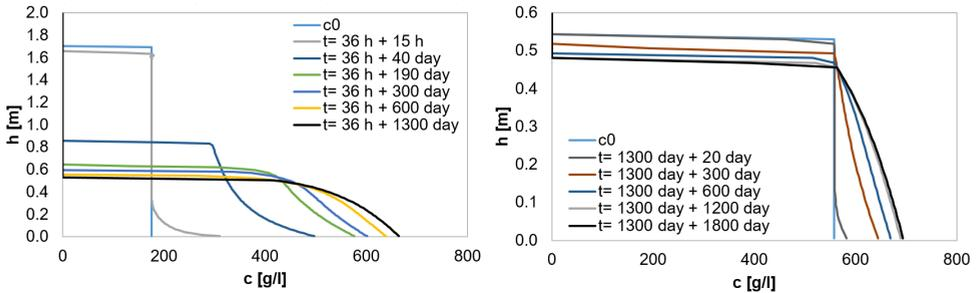 2.0
1.8
1.6
1.4
1.2
1.0
0.8
0.6
0.4
0.2
0.0
h [m]
0 200 400 600 800
c [g/l]
c0
t= 36 h + 15 h
t= 36 h + 40 day
t= 36 h + 190 day
t= 36 h + 300 day
t= 36 h + 600 day
t= 36 h + 1300 day
0.6
0.5
0.4
0.3
0.2
0.1
0.0
h [m]
c0
t= 1300 day + 20 day
t= 1300 day + 300 day
t= 1300 day + 600 day
t= 1300 day + 1200 day
t= 1300 day + 1800 day
0 200 400 600 800
c [g/l]